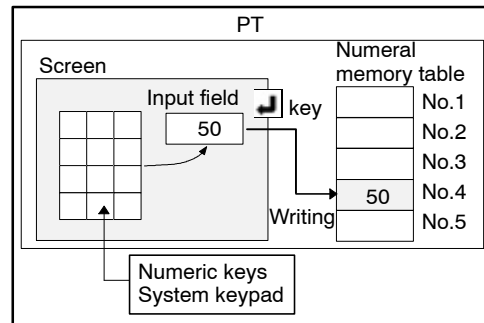 PT
Screen
Numeral
memory table
Input field
key
50
No.1
No.2
No.3
50
No.4
Writing
No.5
Numeric keys
System keypad